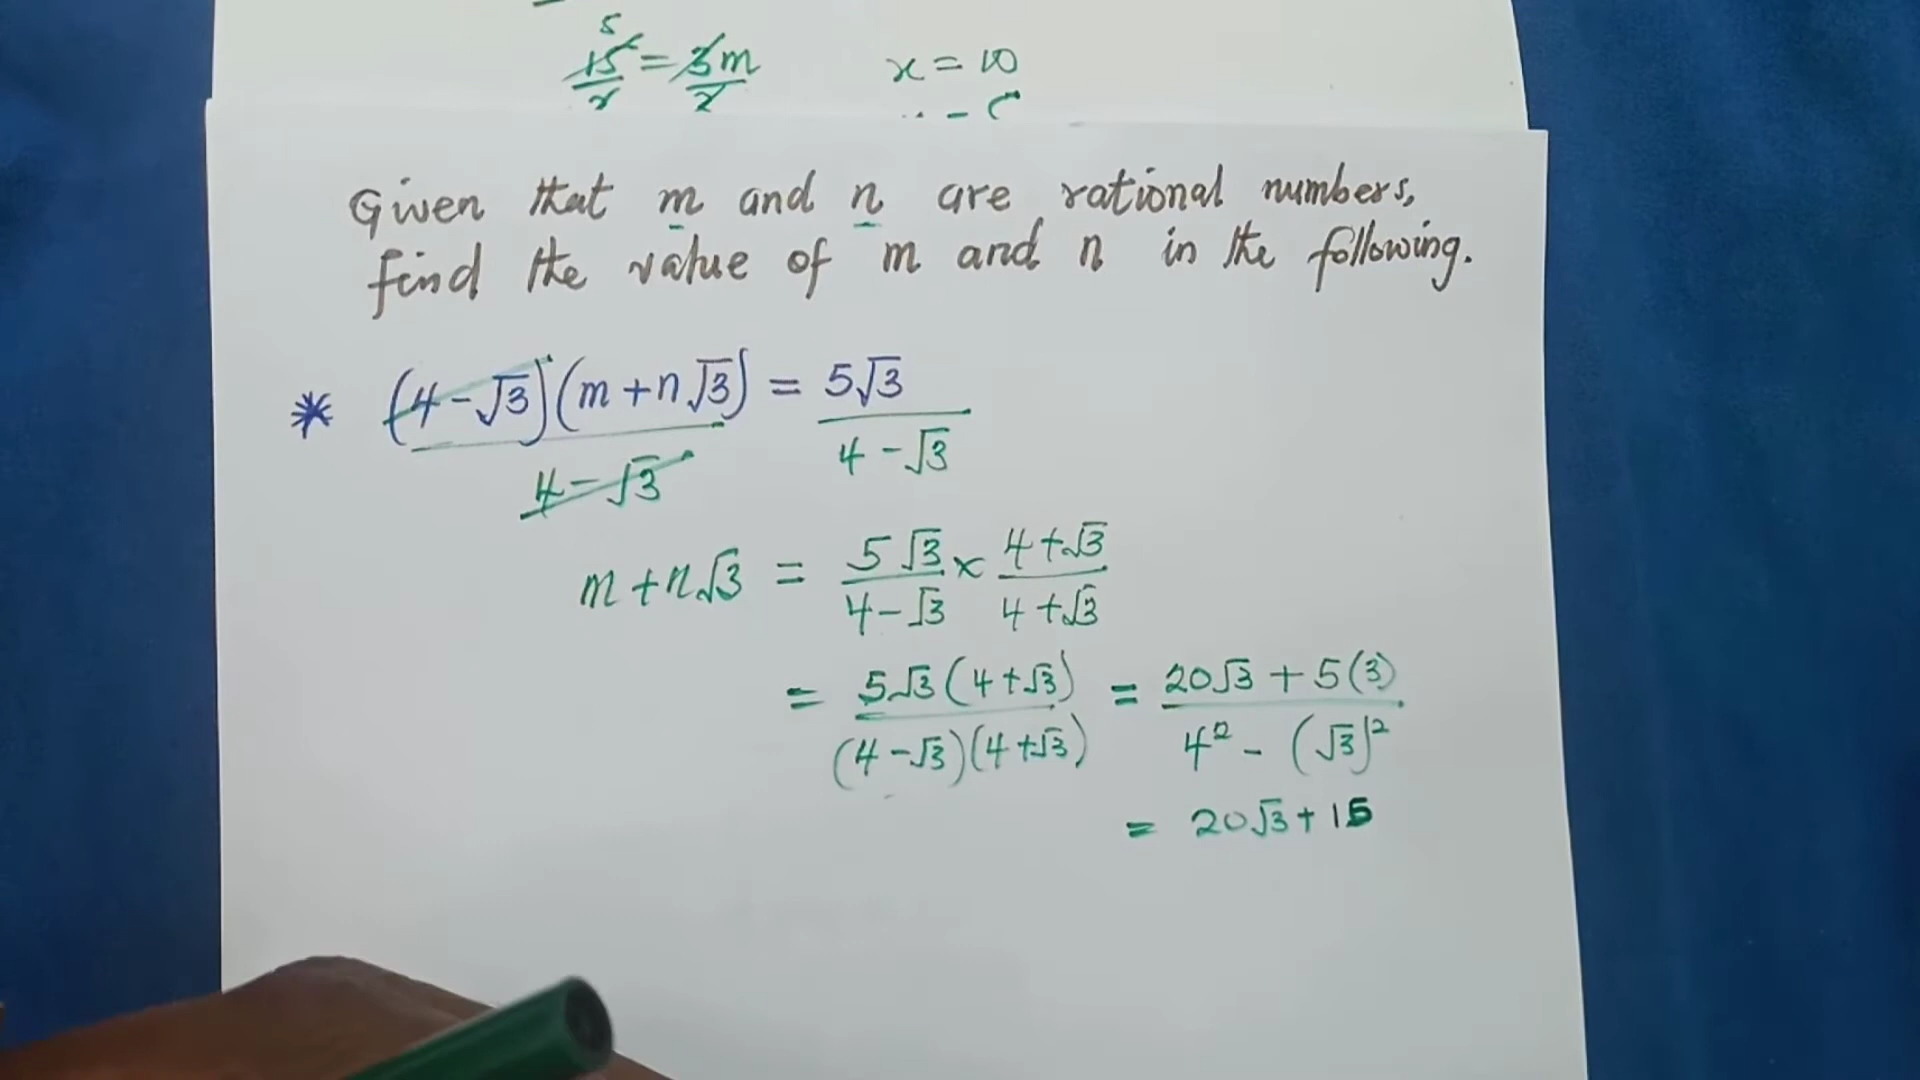 5
15/x = 3m/x   x = 10
Given that m and n are rational numbers,
find the value of m and n in the following.
* (4-√3)(m+n√3)/4-√3 = 5√3/4-√3
m+n√3 = 5√3/4-√3 × 4+√3/4+√3
= 5√3(4+√3)/(4-√3)(4+√3) = 20√3+5(3)/4² - (√3)²
= 20√3+15